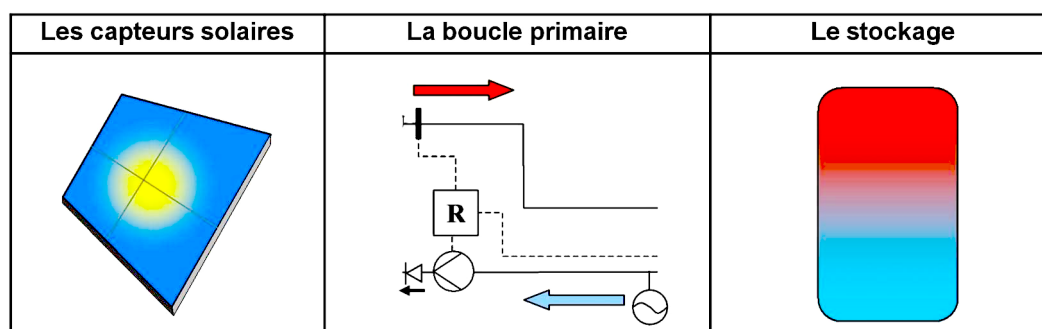 Les capteurs solaires
La boucle primaire
Le stockage
R